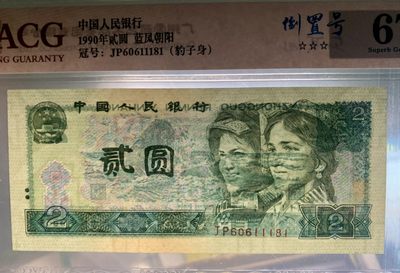 ACG
NG GUARANTY
中国人民银行
1990年贰圆 蓝凤朝阳
冠号: JP60611181 (豹子身)
倒置号
☆☆☆
67
Superb G
中国人民银行
贰圆
2
2
2
JP60611181